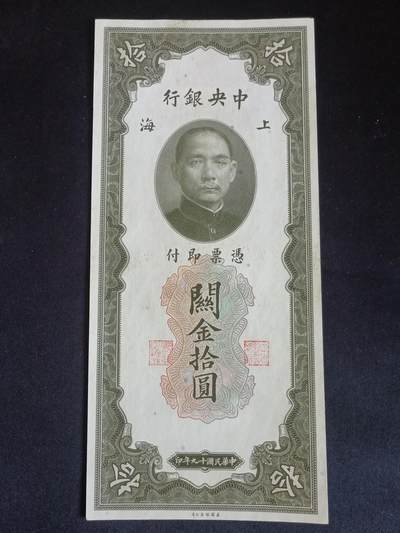 拾 拾
中央銀行
上海
憑票即付
關金拾圓
中華民國十九年印
拾 拾